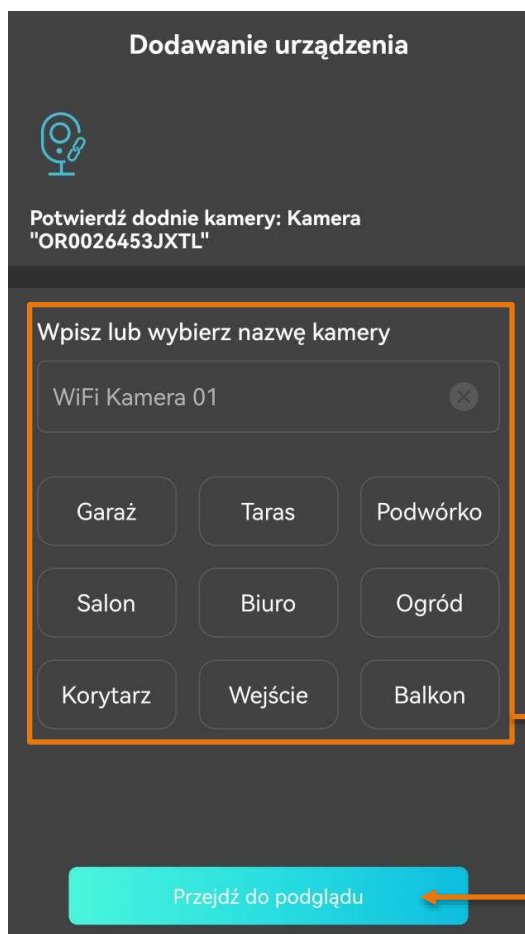 Dodawanie urządzenia
Potwierdź dodnie kamery: Kamera
"OR0026453JXTL"
Wpisz lub wybierz nazwę kamery
WiFi Kamera 01
Garaż Taras Podwórko
Salon Biuro Ogród
Korytarz Wejście Balkon
Przejdź do podglądu